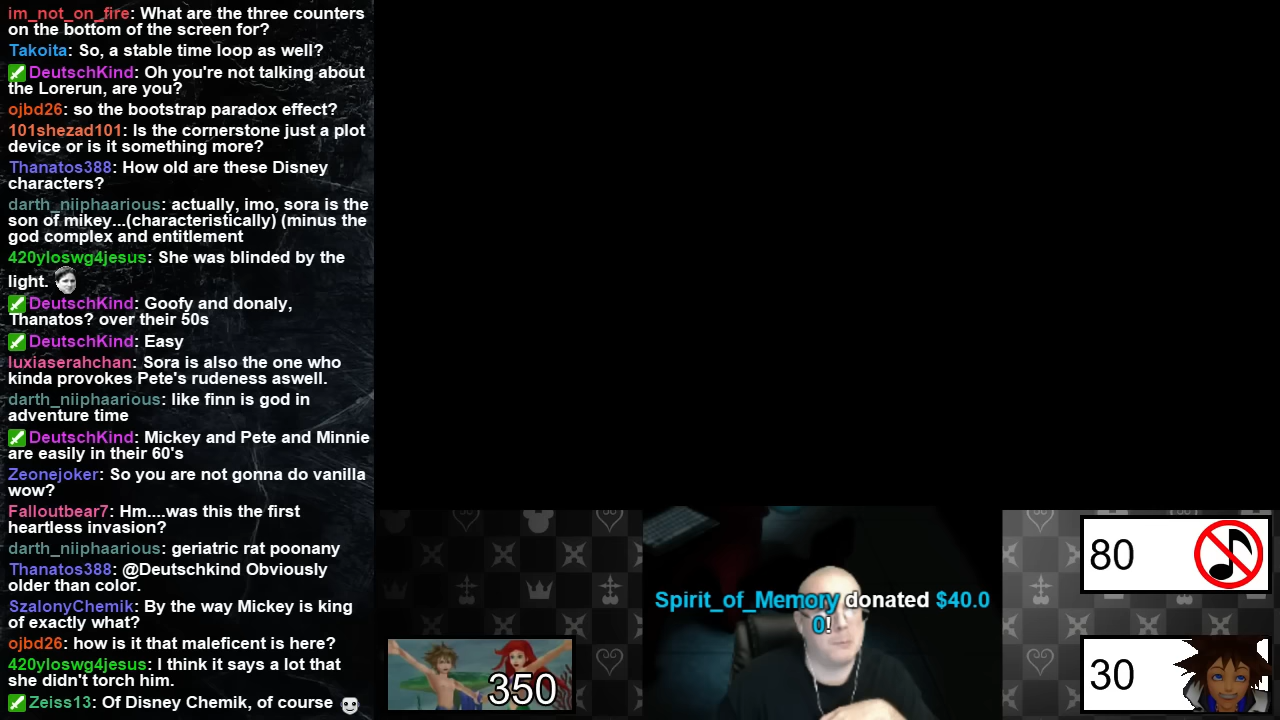 im_not_on_fire: What are the three counters
on the bottom of the screen for?
Takoita: So, a stable time loop as well?
DeutschKind: Oh you're not talking about
the Lorerun, are you?
ojbd26: so the bootstrap paradox effect?
101shezad101: Is the cornerstone just a plot
device or is it something more?
Thanatos388: How old are these Disney
characters?
darth_niiphaarious: actually, imo, sora is the
son of mikey...(characteristically) (minus the
god complex and entitlement
420yloswg4jesus: She was blinded by the
light.
DeutschKind: Goofy and donaly,
Thanatos? over their 50s
DeutschKind: Easy
luxiaserahchan: Sora is also the one who
kinda provokes Pete's rudeness aswell.
darth_niiphaarious: like finn is god in
adventure time
DeutschKind: Mickey and Pete and Minnie
are easily in their 60's
Zeonejoker: So you are not gonna do vanilla
wow?
Falloutbear7: Hm....was this the first
heartless invasion?
darth_niiphaarious: geriatric rat poonany
Thanatos388: @Deutschkind Obviously
older than color.
SzalonyChemik: By the way Mickey is king
of exactly what?
ojbd26: how is it that maleficent is here?
420yloswg4jesus: I think it says a lot that
she didn't torch him.
Zeiss13: Of Disney Chemik, of course
Spirit_of_Memory donated $40.0
0!
350
80
30